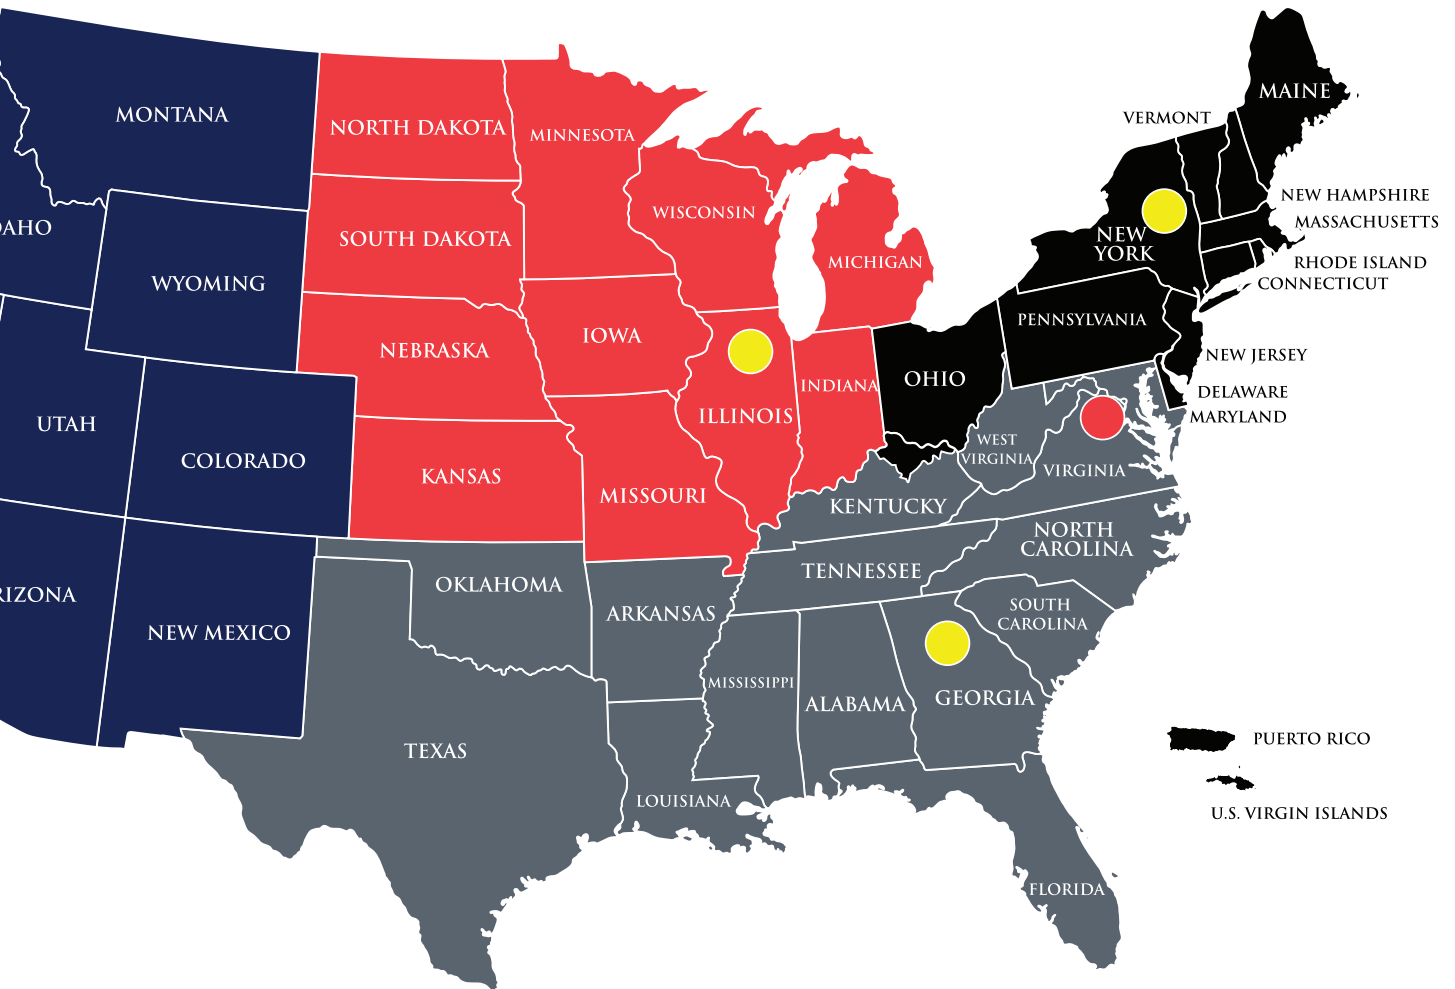 MAINE
MONTANA
VERMONT
NORTH DAKOTA
MINNESOTA
NEW HAMPSHIRE
WISCONSIN
MASSACHUSETTS
DAHO
SOUTH DAKOTA
NEW
YORK
MICHIGAN
RHODE ISLAND
WYOMING
CONNECTICUT
PENNSYLVANIA
IOWA
NEBRASKA
NEW JERSEY
OHIO
INDIANA
DELAWARE
ILLINOIS
MARYLAND
UTAH
WEST
VIRGINIA
COLORADO
VIRGINIA
KANSAS
MISSOURI
KENTUCKY
NORTH
CAROLINA
TENNESSEE
OKLAHOMA
RIZONA
SOUTH
CAROLINA
ARKANSAS
NEW MEXICO
MISSISSIPPI
GEORGIA
ALABAMA
PUERTO RICO
TEXAS
LOUISIANA
U.S. VIRGIN ISLANDS
FLORIDA